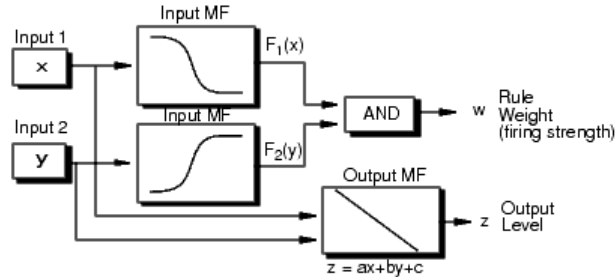 Input MF
Input 1
x
F1(x)
Input MF
AND
w
Rule
Weight
(firing strength)
Input 2
y
F2(y)
Output MF
z
Output
Level
z = ax+by+c